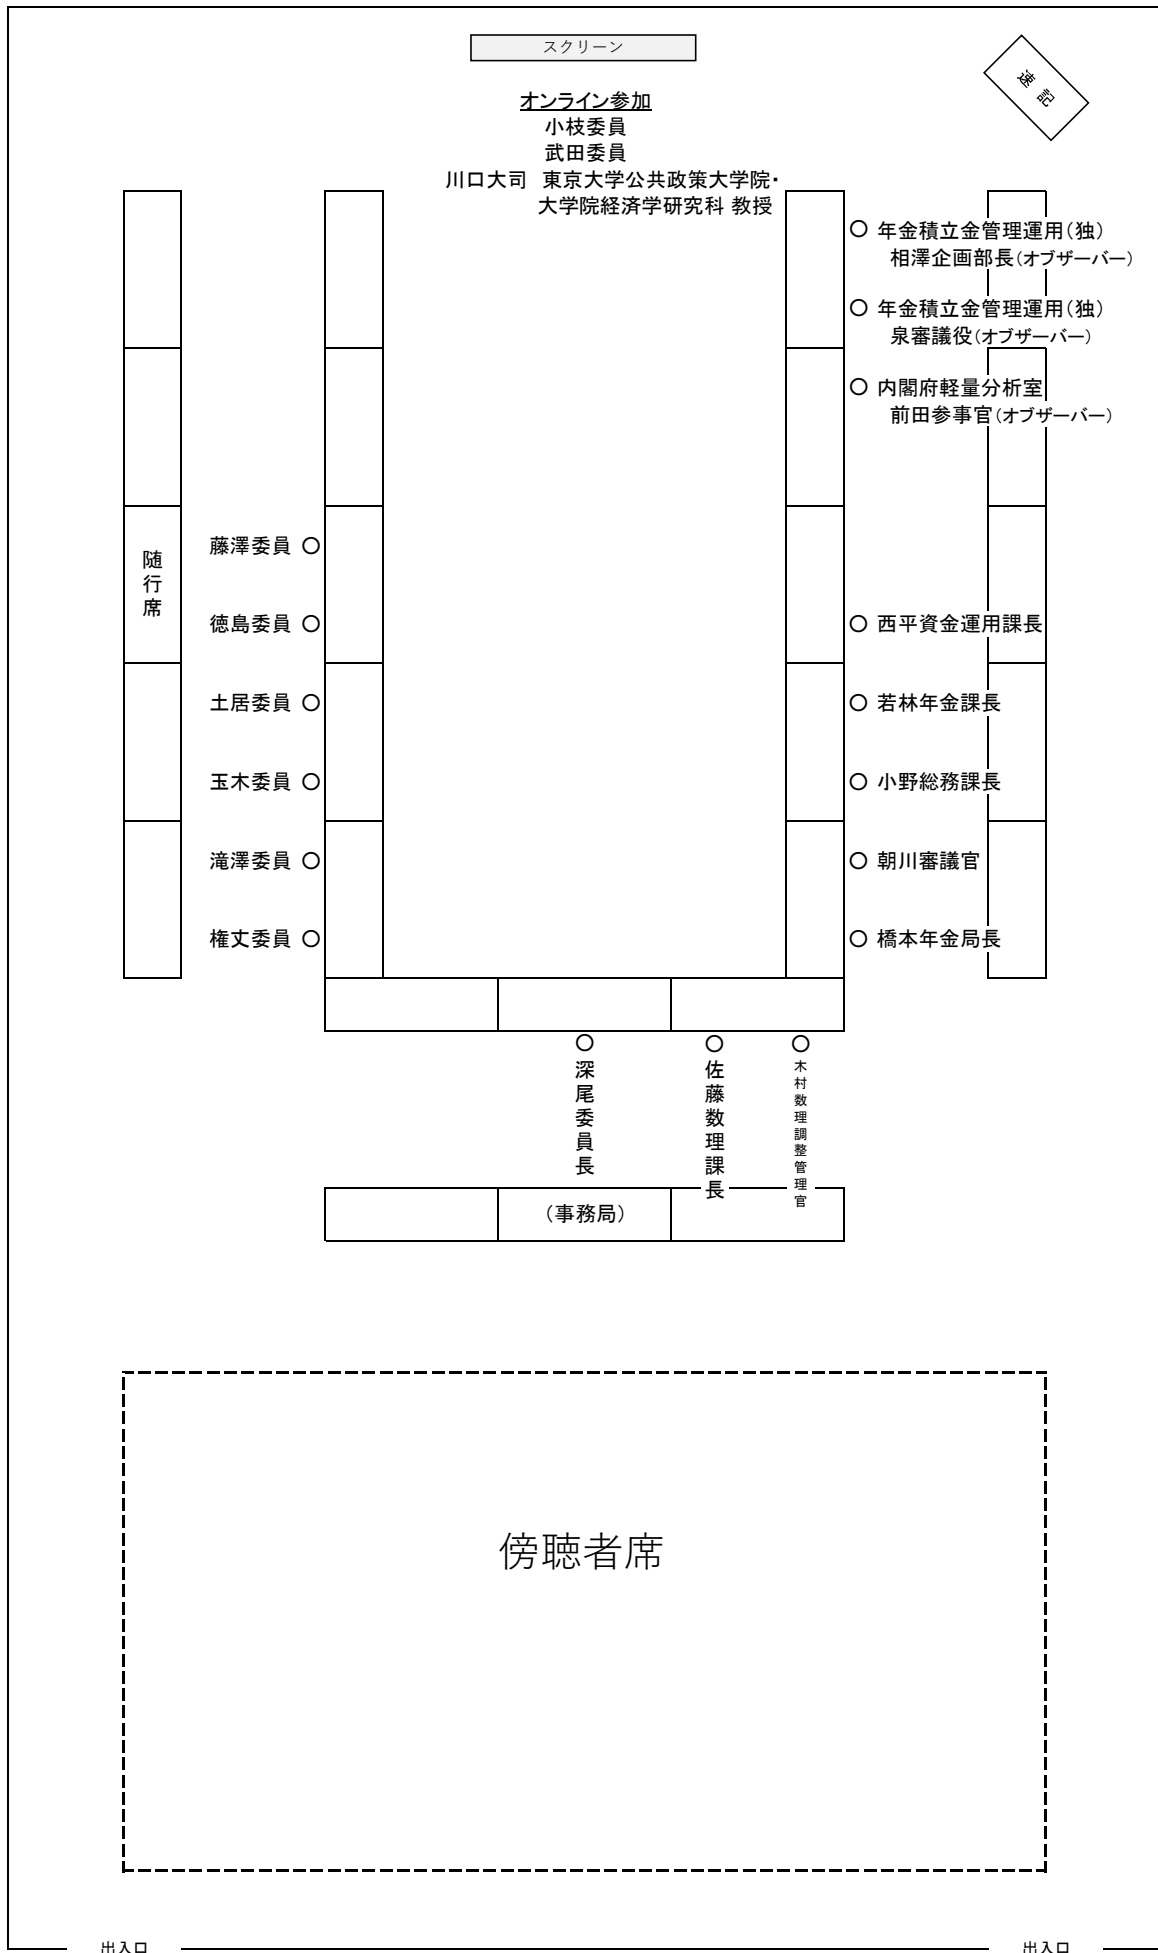 スクリーン
速記
オンライン参加
小枝委員
武田委員
川口大司 東京大学公共政策大学院・
大学院経済学研究科 教授
年金積立金管理運用(独)
相澤企画部長(オブザーバー)
年金積立金管理運用(独)
泉審議役(オブザーバー)
内閣府軽量分析室
前田参事官(オブザーバー)
随行席
藤澤委員
徳島委員
土居委員
玉木委員
滝澤委員
権丈委員
西平資金運用課長
若林年金課長
小野総務課長
朝川審議官
橋本年金局長
深尾委員長
佐藤数理課長
木村数理調整管理官
(事務局)
傍聴者席
出入口
出入口